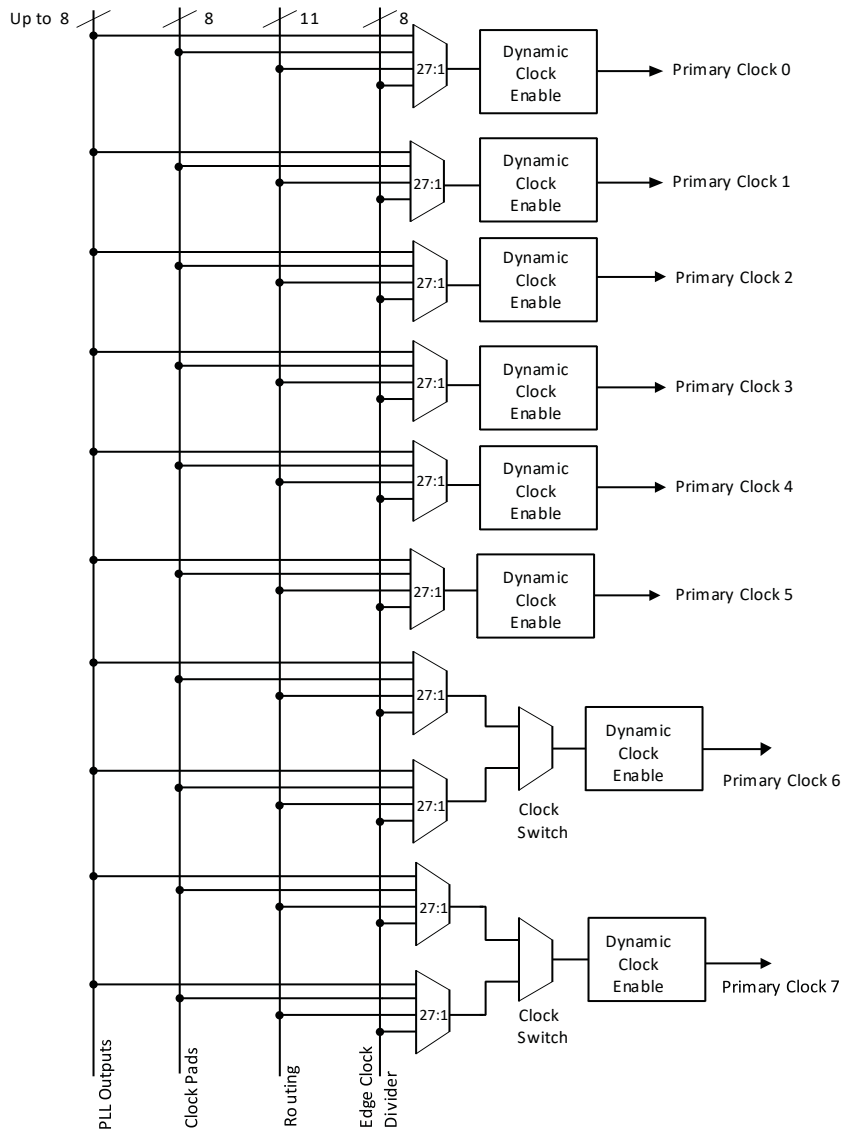 Up to 8 8 11 8
27:1
Dynamic
Clock
Enable
Primary Clock 0
27:1
Dynamic
Clock
Enable
Primary Clock 1
27:1
Dynamic
Clock
Enable
Primary Clock 2
27:1
Dynamic
Clock
Enable
Primary Clock 3
27:1
Dynamic
Clock
Enable
Primary Clock 4
27:1
Dynamic
Clock
Enable
Primary Clock 5
27:1
27:1
Clock
Switch
Dynamic
Clock
Enable
Primary Clock 6
27:1
27:1
Clock
Switch
Dynamic
Clock
Enable
Primary Clock 7
PLL Outputs
Clock Pads
Routing
Edge Clock
Divider